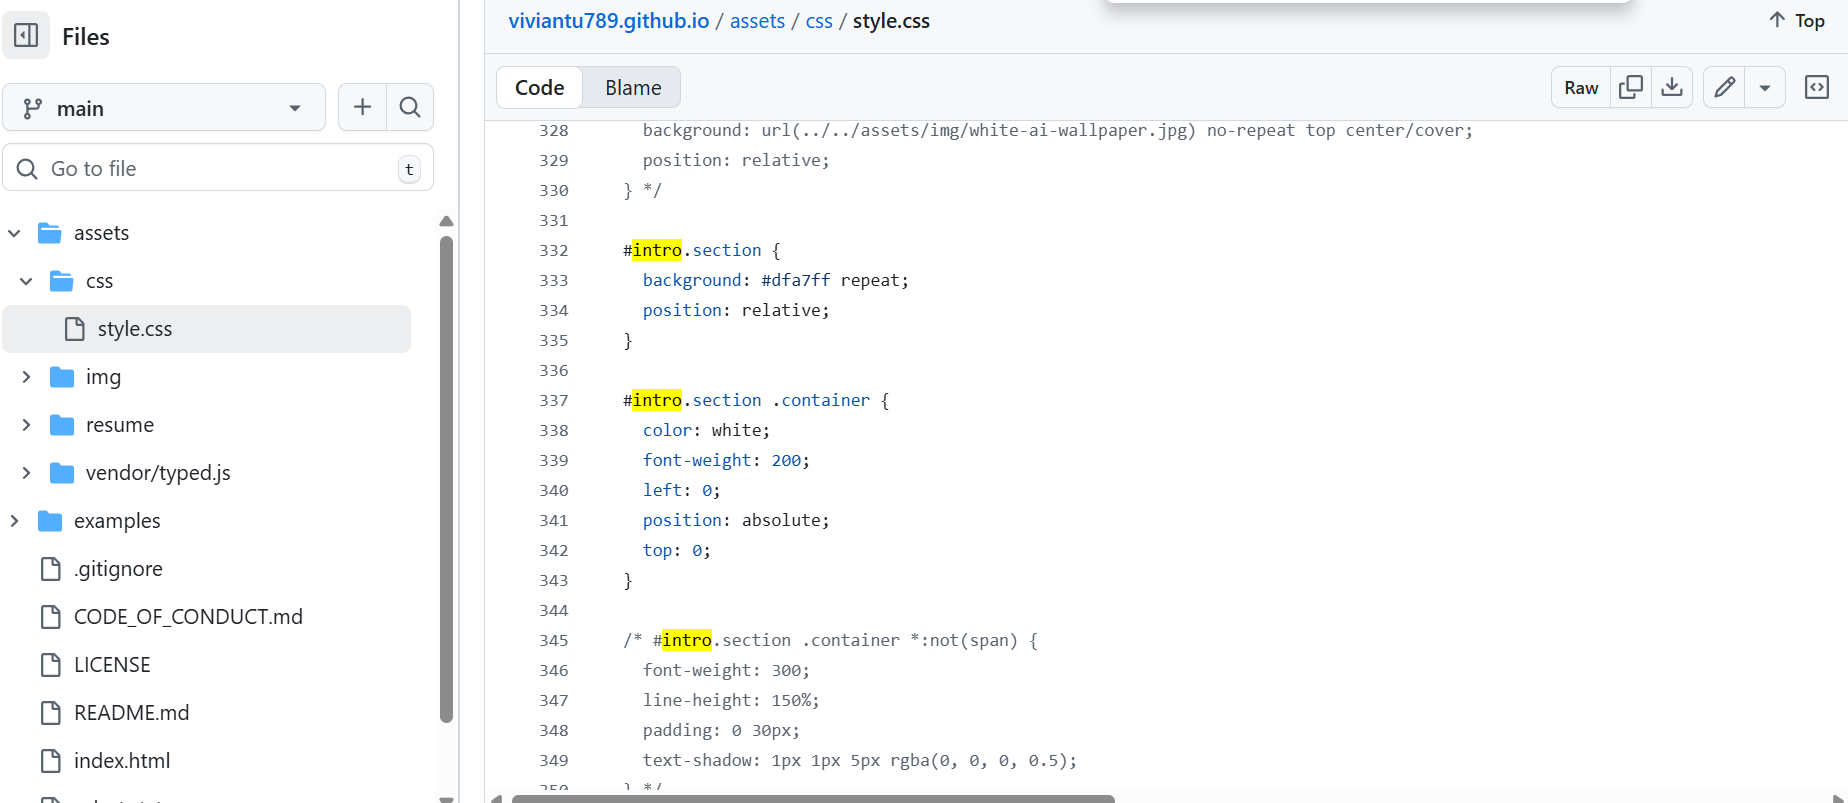 Files
main
Go to file
t
assets
css
style.css
img
resume
vendor/typed.js
examples
.gitignore
CODE_OF_CONDUCT.md
LICENSE
README.md
index.html
viviantu789.github.io / assets / css / style.css
Top
Code
Blame
Raw
328 background: url(../../assets/img/white-ai-wallpaper.jpg) no-repeat top center/cover;
329 position: relative;
330 } */
331
332 #intro.section {
333 background: #dfa7ff repeat;
334 position: relative;
335 }
336
337 #intro.section .container {
338 color: white;
339 font-weight: 200;
340 left: 0;
341 position: absolute;
342 top: 0;
343 }
344
345 /* #intro.section .container *:not(span) {
346 font-weight: 300;
347 line-height: 150%;
348 padding: 0 30px;
349 text-shadow: 1px 1px 5px rgba(0, 0, 0, 0.5);
350 } */